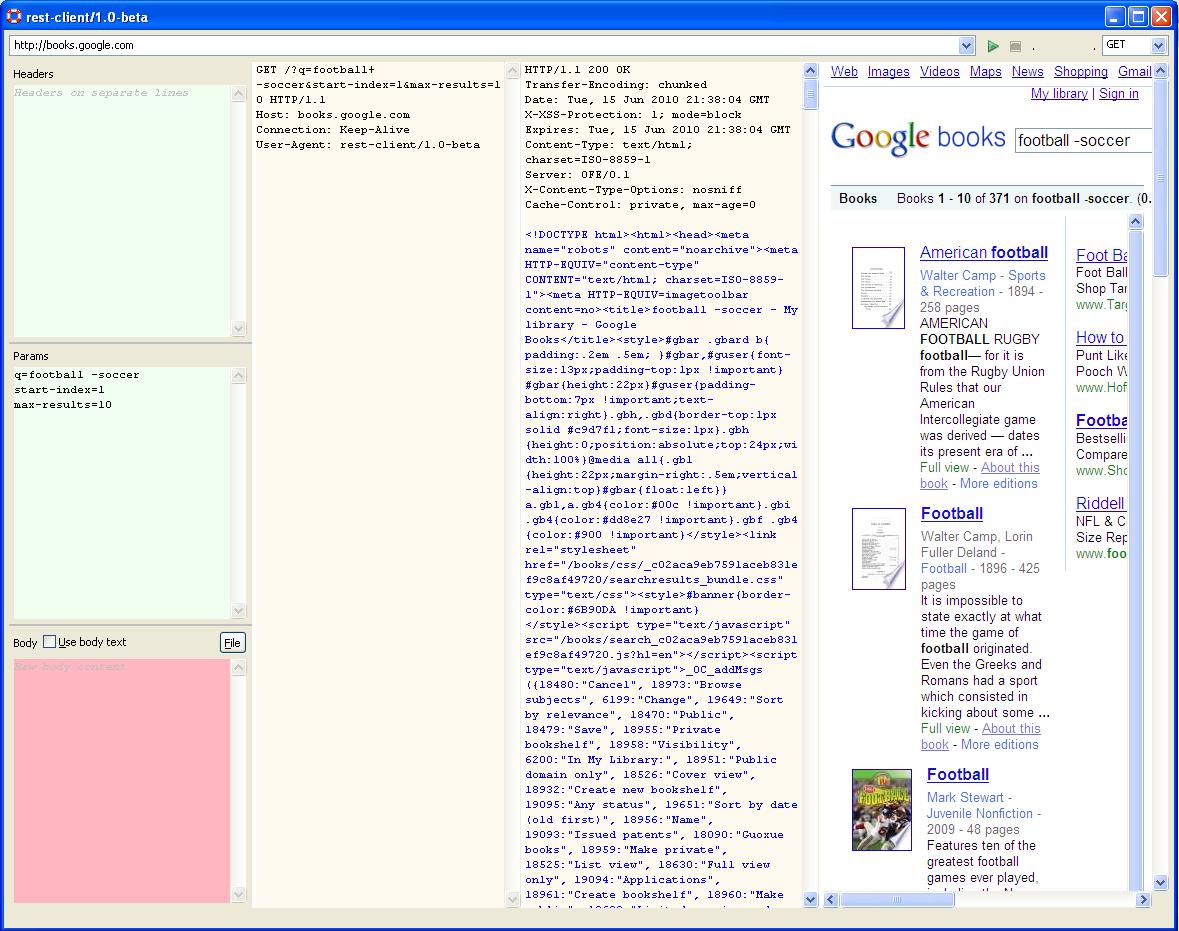 rest-client/1.0-beta
http://books.google.com
GET
Headers
Headers on separate lines
Params
q=football -soccer
start-index=1
max-results=10
Body
Use body text
File
Raw body content
GET /?q=football+
-soccer&start-index=1&max-results=1
0 HTTP/1.1
Host: books.google.com
Connection: Keep-Alive
User-Agent: rest-client/1.0-beta
HTTP/1.1 200 OK
Transfer-Encoding: chunked
Date: Tue, 15 Jun 2010 21:38:04 GMT
X-XSS-Protection: 1; mode=block
Expires: Tue, 15 Jun 2010 21:38:04 GMT
Content-Type: text/html;
charset=ISO-8859-1
Server: OFE/0.1
X-Content-Type-Options: nosniff
Cache-Control: private, max-age=0
<!DOCTYPE html><html><head><meta
name="robots" content="noarchive"><meta
HTTP-EQUIV="content-type"
CONTENT="text/html; charset=ISO-8859-
1"><meta HTTP-EQUIV=imagetoolbar
content=no><title>football -soccer - My
library - Google
Books</title><style>#gbar .gbard b{
padding:.2em .5em; }#gbar,#guser{font-
size:13px;padding-top:1px !important}
#gbar{height:22px}#guser{padding-
bottom:7px !important;text-
align:right}.gbh,.gbd{border-top:1px
solid #c9d7f1;font-size:1px}.gbh
{height:0;position:absolute;top:24px;wi
dth:100%}@media all{.gb1
{height:22px;margin-right:.5em;vertical
-align:top}#gbar{float:left}}
a.gb1,a.gb4{color:#00c !important}.gbi
.gb4{color:#dd8e27 !important}.gbf .gb4
{color:#900 !important}</style><link
rel="stylesheet"
href="/books/css/_c02aca9eb7591aceb831e
f9c8af49720/searchresults_bundle.css"
type="text/css"><style>#banner{border-
color:#6B90DA !important}
</style><script type="text/javascript"
src="/books/search_c02aca9eb7591aceb831
ef9c8af49720.js?hl=en"></script><script
type="text/javascript">_OC_addMsgs
({18480:"Cancel", 18973:"Browse
subjects", 6199:"Change", 19649:"Sort
by relevance", 18470:"Public",
18479:"Save", 18955:"Private
bookshelf", 18958:"Visibility",
6200:"In My Library:", 18951:"Public
domain only", 18526:"Cover view",
18932:"Create new bookshelf",
19095:"Any status", 19651:"Sort by date
(old first)", 18956:"Name",
19093:"Issued patents", 18090:"Guoxue
books", 18959:"Make private",
18525:"List view", 18630:"Full view
only", 19094:"Applications",
18961:"Create bookshelf", 18960:"Make
Web Images Videos Maps News Shopping Gmail
My library | Sign in
Google books
football -soccer
Books Books 1 - 10 of 371 on football -soccer. (0.
American football
Walter Camp - Sports
& Recreation - 1894 -
258 pages
AMERICAN
FOOTBALL RUGBY
football— for it is
from the Rugby Union
Rules that our
American
Intercollegiate game
was derived — dates
its present era of ...
Full view - About this
book - More editions
Football
Walter Camp, Lorin
Fuller Deland -
Football - 1896 - 425
pages
It is impossible to
state exactly at what
time the game of
football originated.
Even the Greeks and
Romans had a sport
which consisted in
kicking about some ...
Full view - About this
book - More editions
FOOTBALL
Football
Mark Stewart -
Juvenile Nonfiction -
2009 - 48 pages
Features ten of the
greatest football
games ever played,
Foot Ba
Foot Ball
Shop Tar
www.Targ
How to
Punt Like
Pooch W
www.Hof
Footba
Bestselli
Compare
www.Sho
Riddell
NFL & C
Size Rep
www.foo